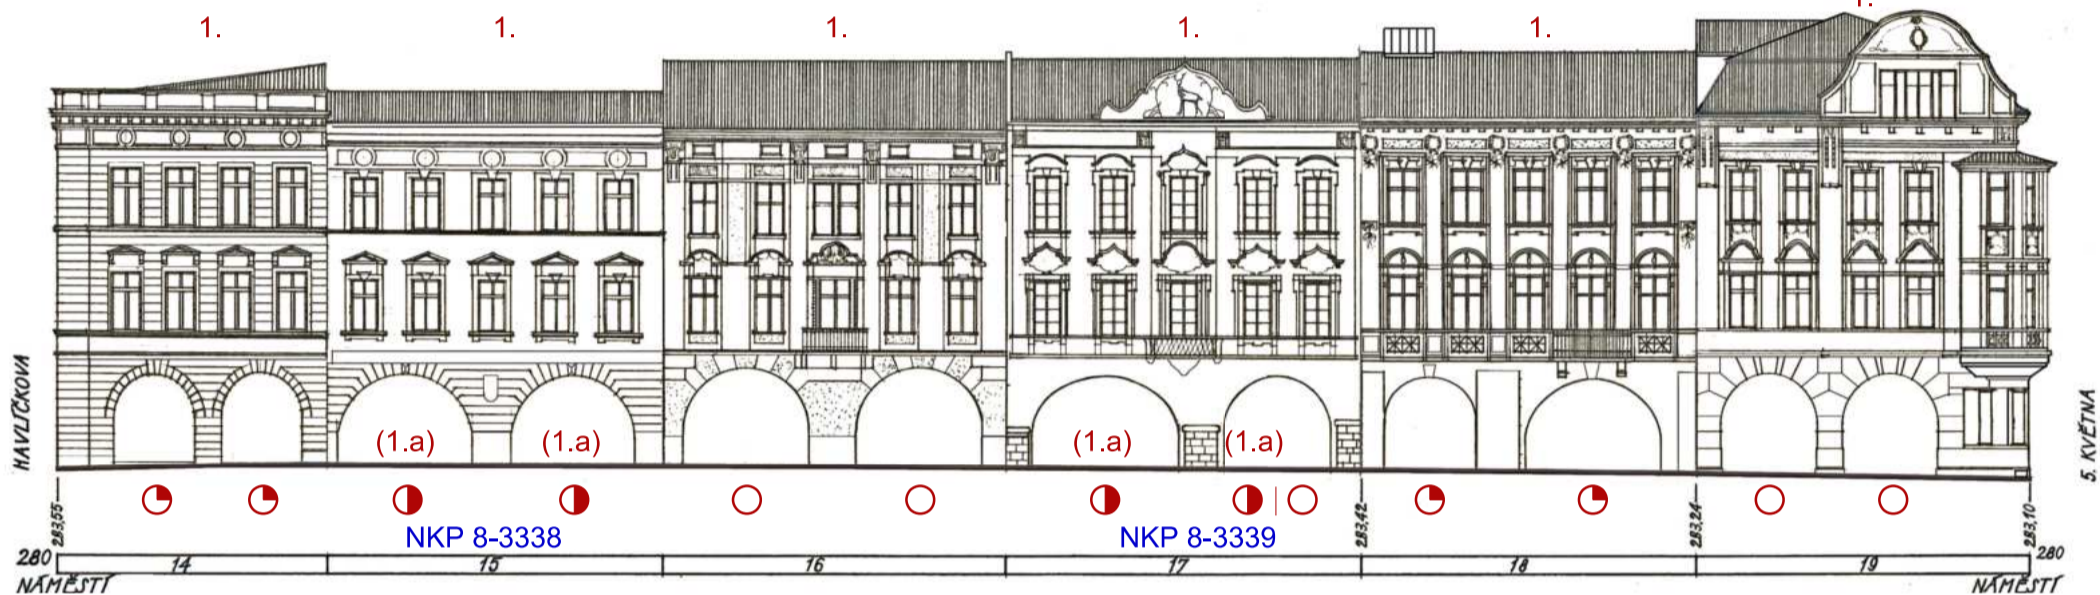 1. 1. 1. 1. 1. 1.
(1.a) (1.a) (1.a) (1.a)
HAVLÍČKOVA
5. KVĚTNA
283,55 283,42 283,24 283,10
NKP 8-3338 NKP 8-3339
280 14 15 16 17 18 19 280
NÁMĚSTÍ NÁMĚSTÍ